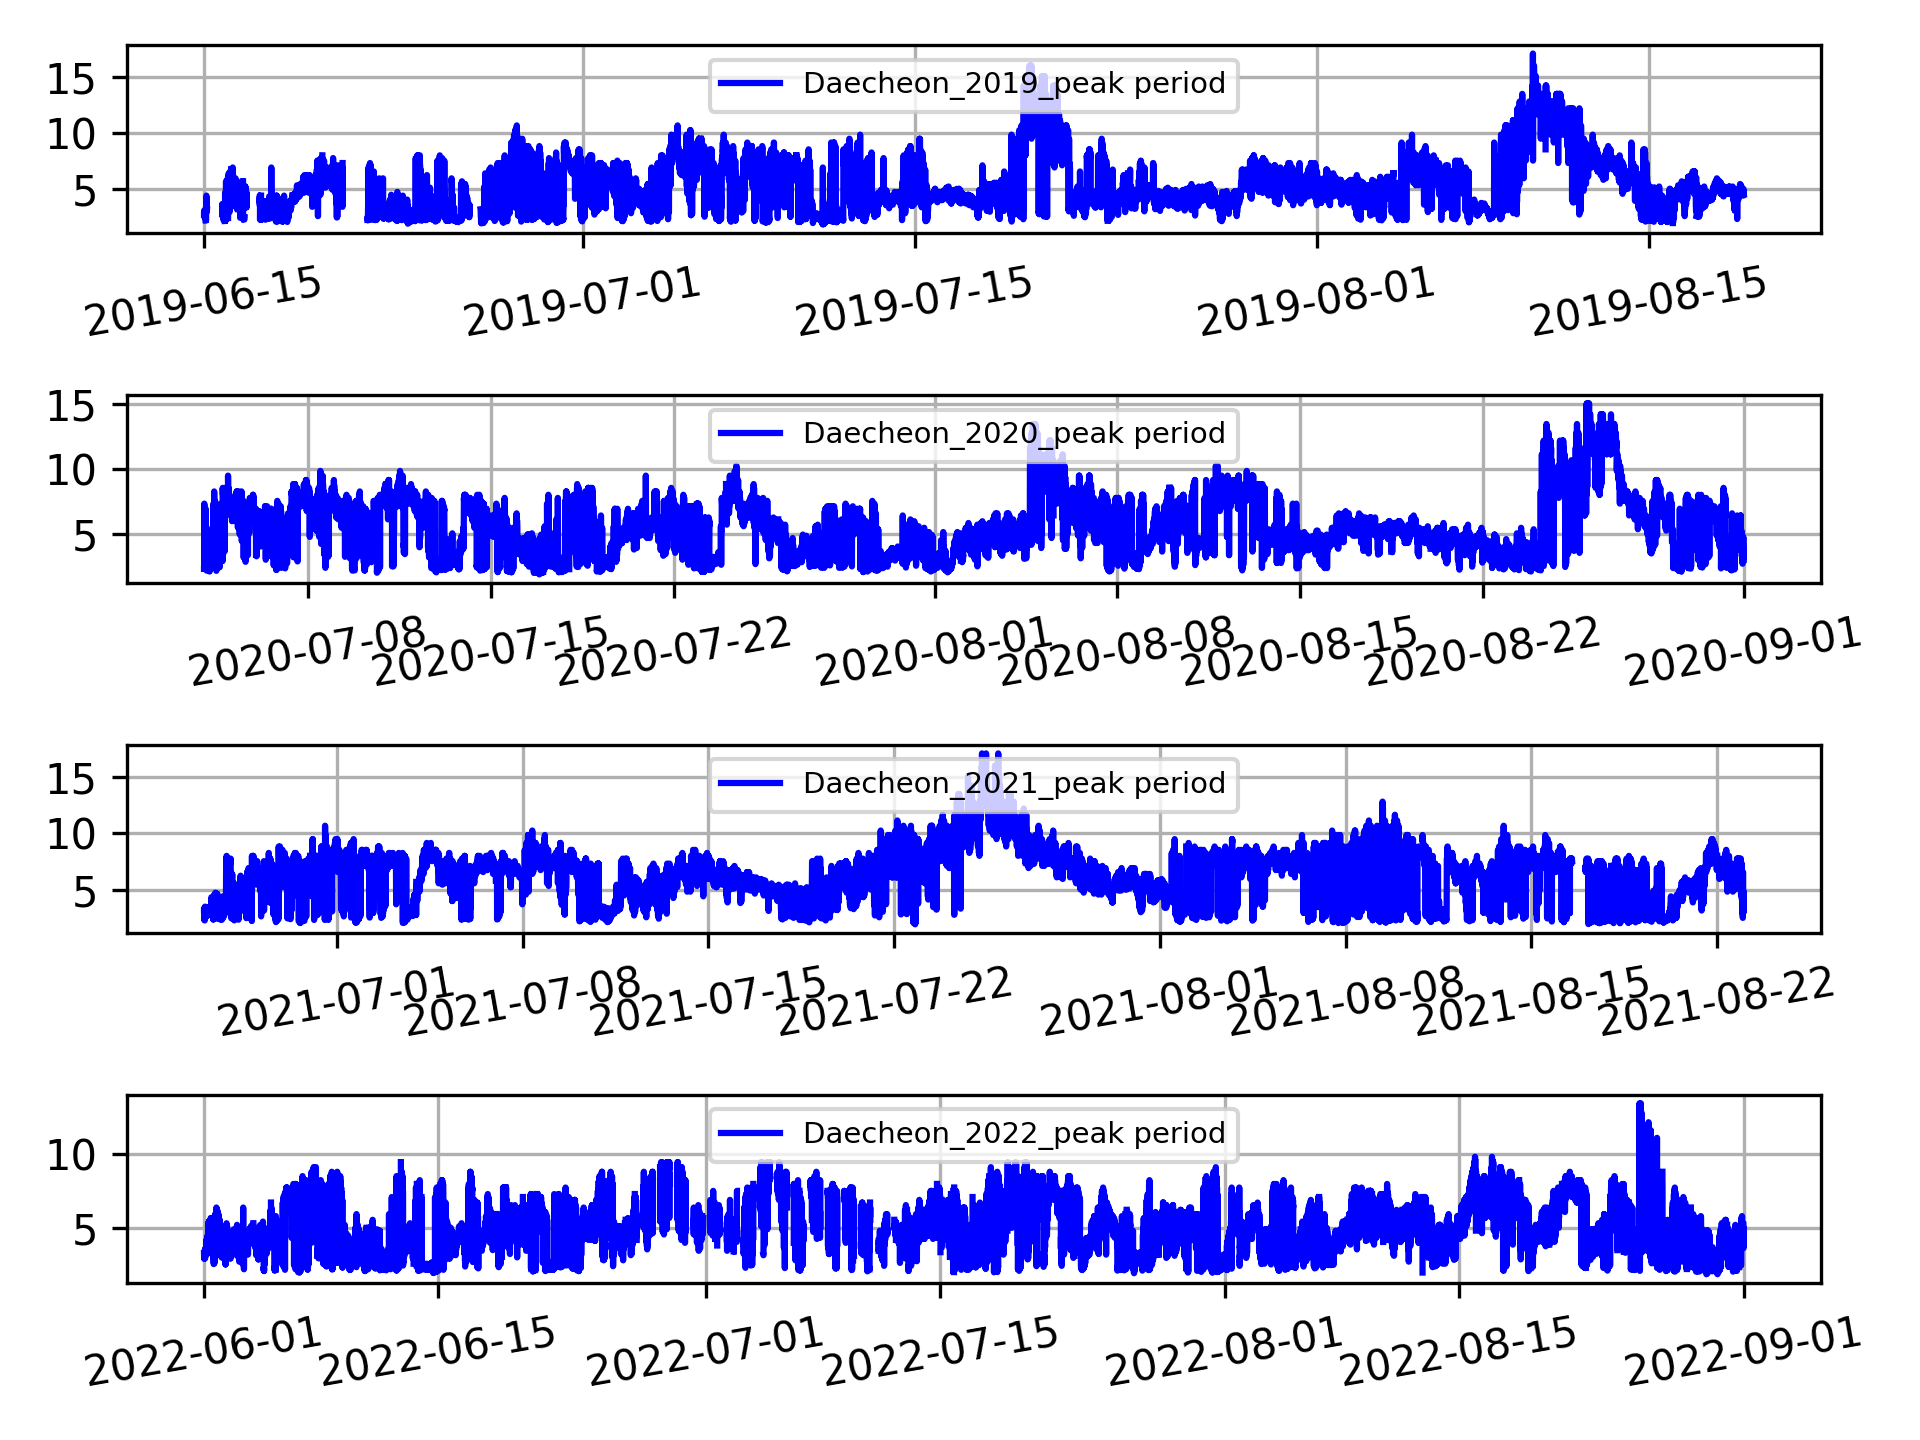 Daecheon_2019_peak period
15
10
5
2019-06-15 2019-07-01 2019-07-15 2019-08-01 2019-08-15
Daecheon_2020_peak period
15
10
5
2020-07-08 2020-07-15 2020-07-22 2020-08-01 2020-08-08 2020-08-15 2020-08-22 2020-09-01
Daecheon_2021_peak period
15
10
5
2021-07-01 2021-07-08 2021-07-15 2021-07-22 2021-08-01 2021-08-08 2021-08-15 2021-08-22
Daecheon_2022_peak period
10
5
2022-06-01 2022-06-15 2022-07-01 2022-07-15 2022-08-01 2022-08-15 2022-09-01